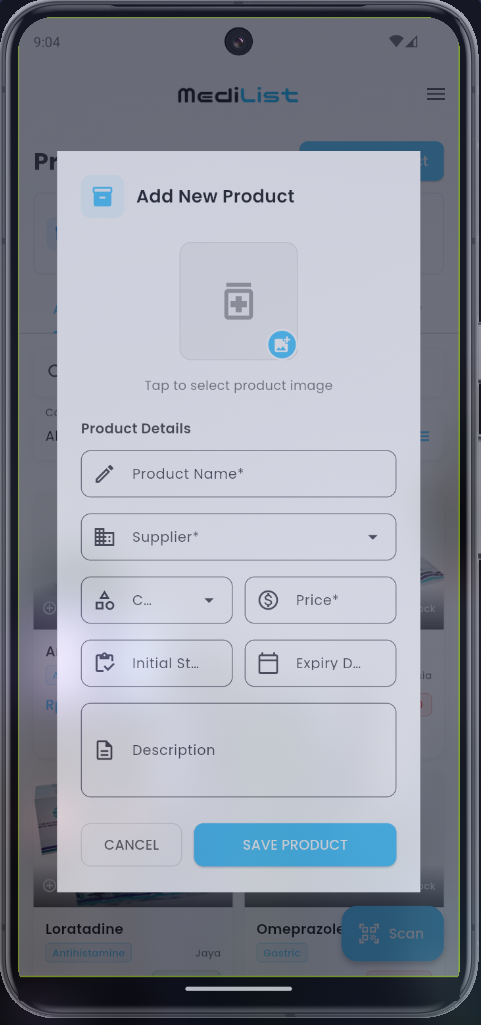 9:04
MediList
Add New Product
Tap to select product image
Product Details
Product Name*
Supplier*
C... Price*
Initial St... Expiry D...
Description
CANCEL SAVE PRODUCT
Loratadine Omeprazole
Antihistamine Jaya Gastric
Scan